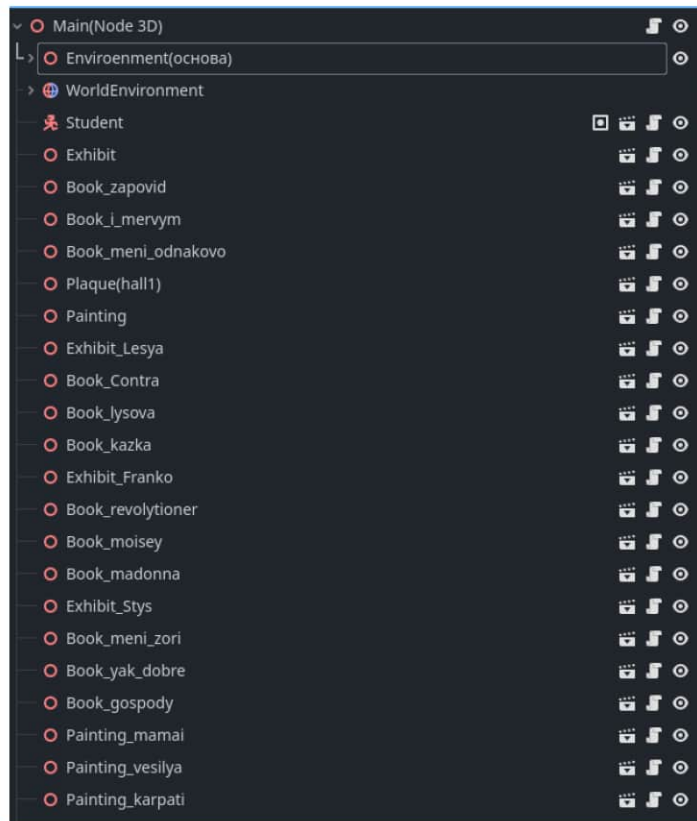 Main(Node 3D)
Enviroenment(основа)
WorldEnvironment
Student
Exhibit
Book_zapovid
Book_i_mervym
Book_meni_odnakovo
Plaque(hall1)
Painting
Exhibit_Lesya
Book_Contra
Book_lysova
Book_kazka
Exhibit_Franko
Book_revolytioner
Book_moisey
Book_madonna
Exhibit_Stys
Book_meni_zori
Book_yak_dobre
Book_gospody
Painting_mamai
Painting_vesilya
Painting_karpati